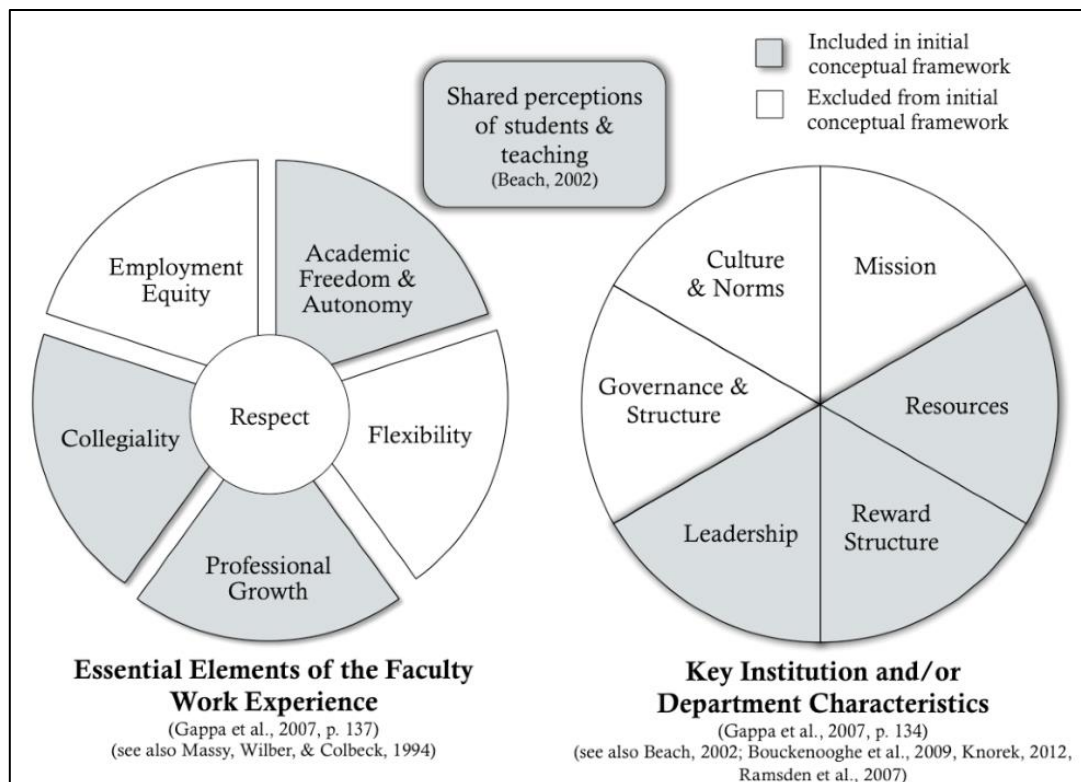 Included in initial
conceptual framework
Excluded from initial
conceptual framework
Shared perceptions
of students &
teaching
(Beach, 2002)
Employment
Equity
Academic
Freedom &
Autonomy
Collegiality
Respect
Flexibility
Professional
Growth
Essential Elements of the Faculty
Work Experience
(Gappa et al., 2007, p. 137)
(see also Massy, Wilber, & Colbeck, 1994)
Culture
& Norms
Mission
Governance &
Structure
Resources
Leadership
Reward
Structure
Key Institution and/or
Department Characteristics
(Gappa et al., 2007, p. 134)
(see also Beach, 2002; Bouckenooghe et al., 2009, Knorek, 2012,
Ramsden et al., 2007)